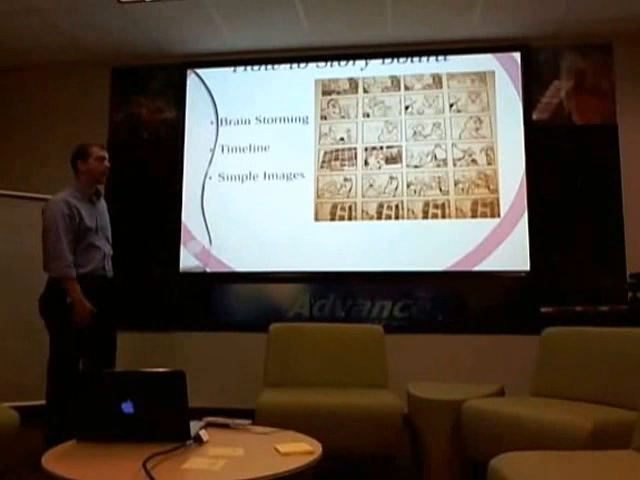 How to Story Board
• Brain Storming
• Timeline
• Simple Images
Advance